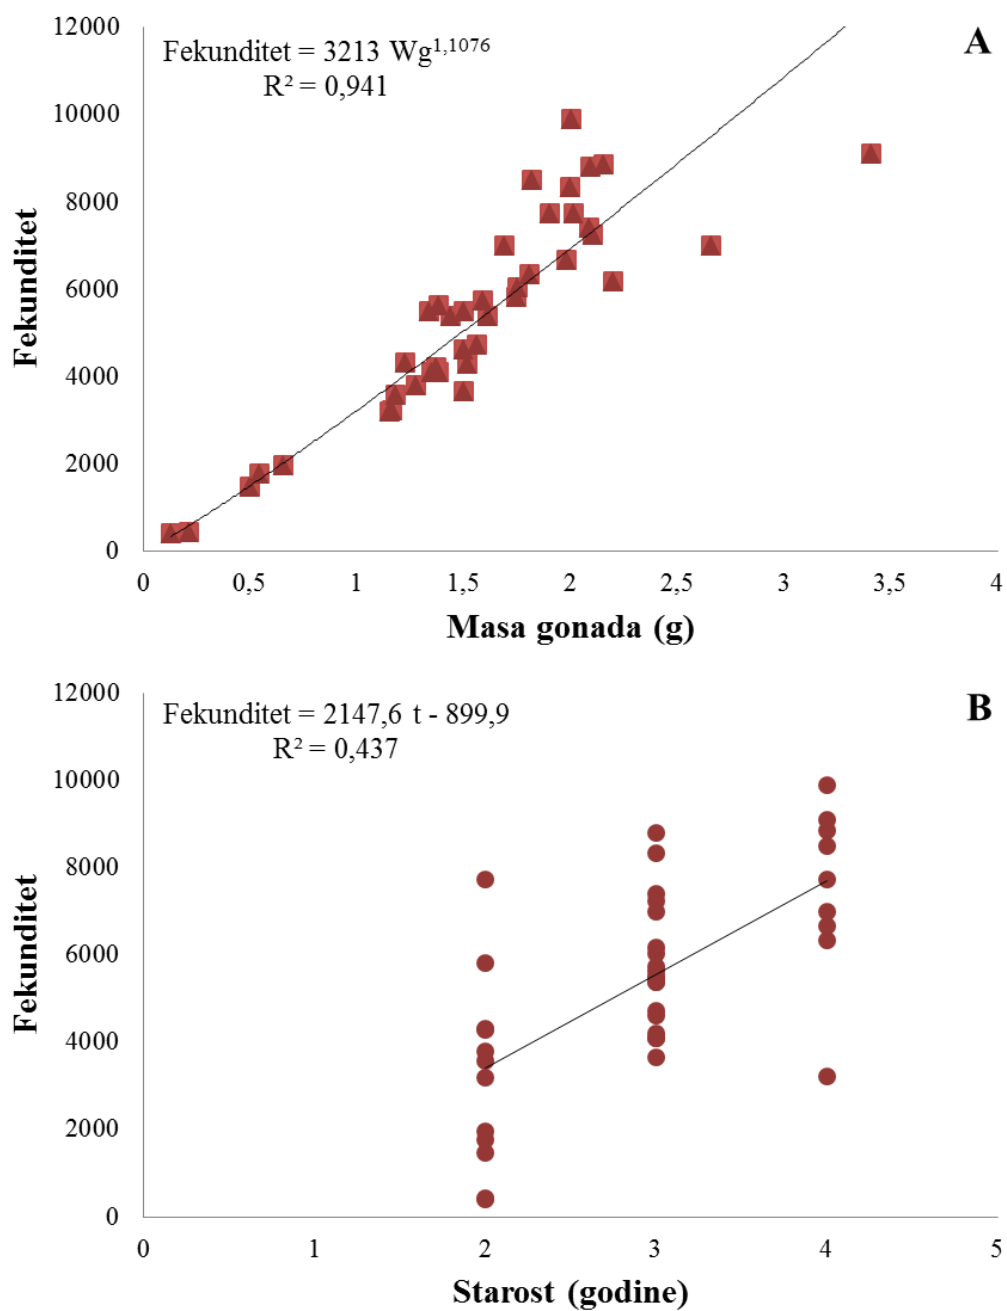 A
Fekunditet = 3213 Wg^1,1076
R² = 0,941
12000
10000
8000
6000
4000
2000
0
Fekunditet
0 0,5 1 1,5 2 2,5 3 3,5 4
Masa gonada (g)
B
Fekunditet = 2147,6 t - 899,9
R² = 0,437
12000
10000
8000
6000
4000
2000
0
Fekunditet
0 1 2 3 4 5
Starost (godine)